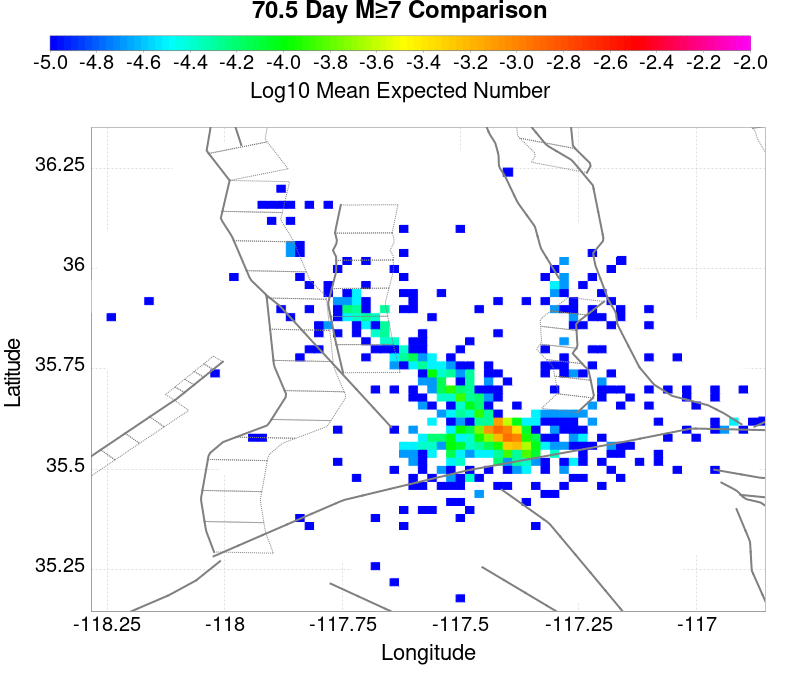 70.5 Day M≥7 Comparison
-5.0 -4.8 -4.6 -4.4 -4.2 -4.0 -3.8 -3.6 -3.4 -3.2 -3.0 -2.8 -2.6 -2.4 -2.2 -2.0
Log10 Mean Expected Number
36.25
36
35.75
35.5
35.25
Latitude
-118.25 -118 -117.75 -117.5 -117.25 -117
Longitude